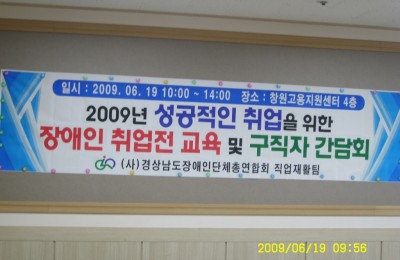 일시 : 2009. 06. 19 10:00 ~ 14:00 장소 : 창원고용지원센터 4층
2009년 성공적인 취업을 위한
장애인 취업전 교육 및 구직자 간담회
(사)경상남도장애인단체총연합회 직업재활팀
2009/06/19 09:56